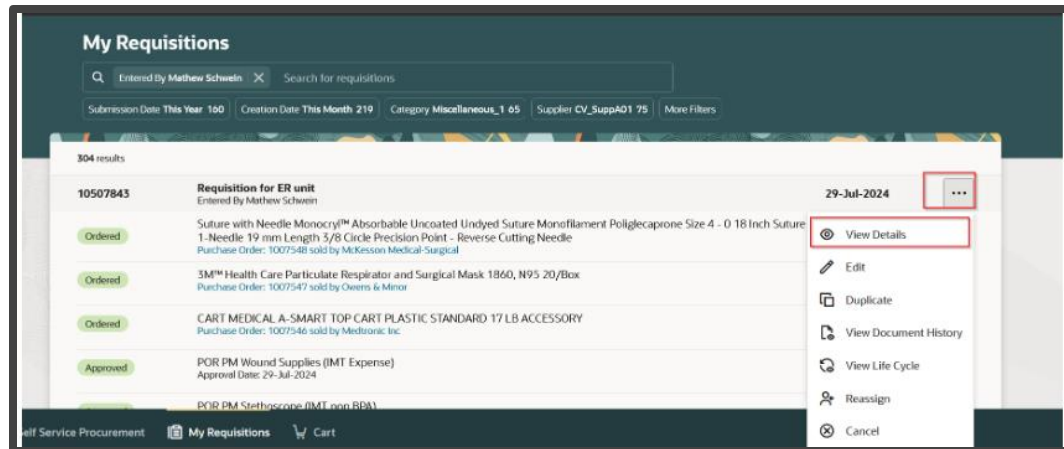 My Requisitions
Entered By Mathew Schwein × Search for requisitions
Submission Date This Year 160 Creation Date This Month 219 Category Miscellaneous_1 65 Supplier CV_SuppA01 75 More Filters
304 results
10507843 Requisition for ER unit 29-Jul-2024 ...
Entered By Mathew Schwein
Suture with Needle Monocryl™ Absorbable Uncoated Undyed Suture Monofilament Poliglecaprone Size 4 - 0 18 Inch Suture
Ordered 1-Needle 19 mm Length 3/8 Circle Precision Point - Reverse Cutting Needle
Purchase Order: 1007548 sold by McKesson Medical-Surgical
3M™ Health Care Particulate Respirator and Surgical Mask 1860, N95 20/Box
Ordered
Purchase Order: 1007547 sold by Owens & Minor
CART MEDICAL A-SMART TOP CART PLASTIC STANDARD 17 LB ACCESSORY
Ordered
Purchase Order: 1007546 sold by Medtronic Inc
POR PM Wound Supplies (IMT Expense)
Approved
Approval Date: 29-Jul-2024
POR PM Stethoscope (IMT non BPA)
View Details
Edit
Duplicate
View Document History
View Life Cycle
Reassign
Cancel
elf Service Procurement My Requisitions Cart